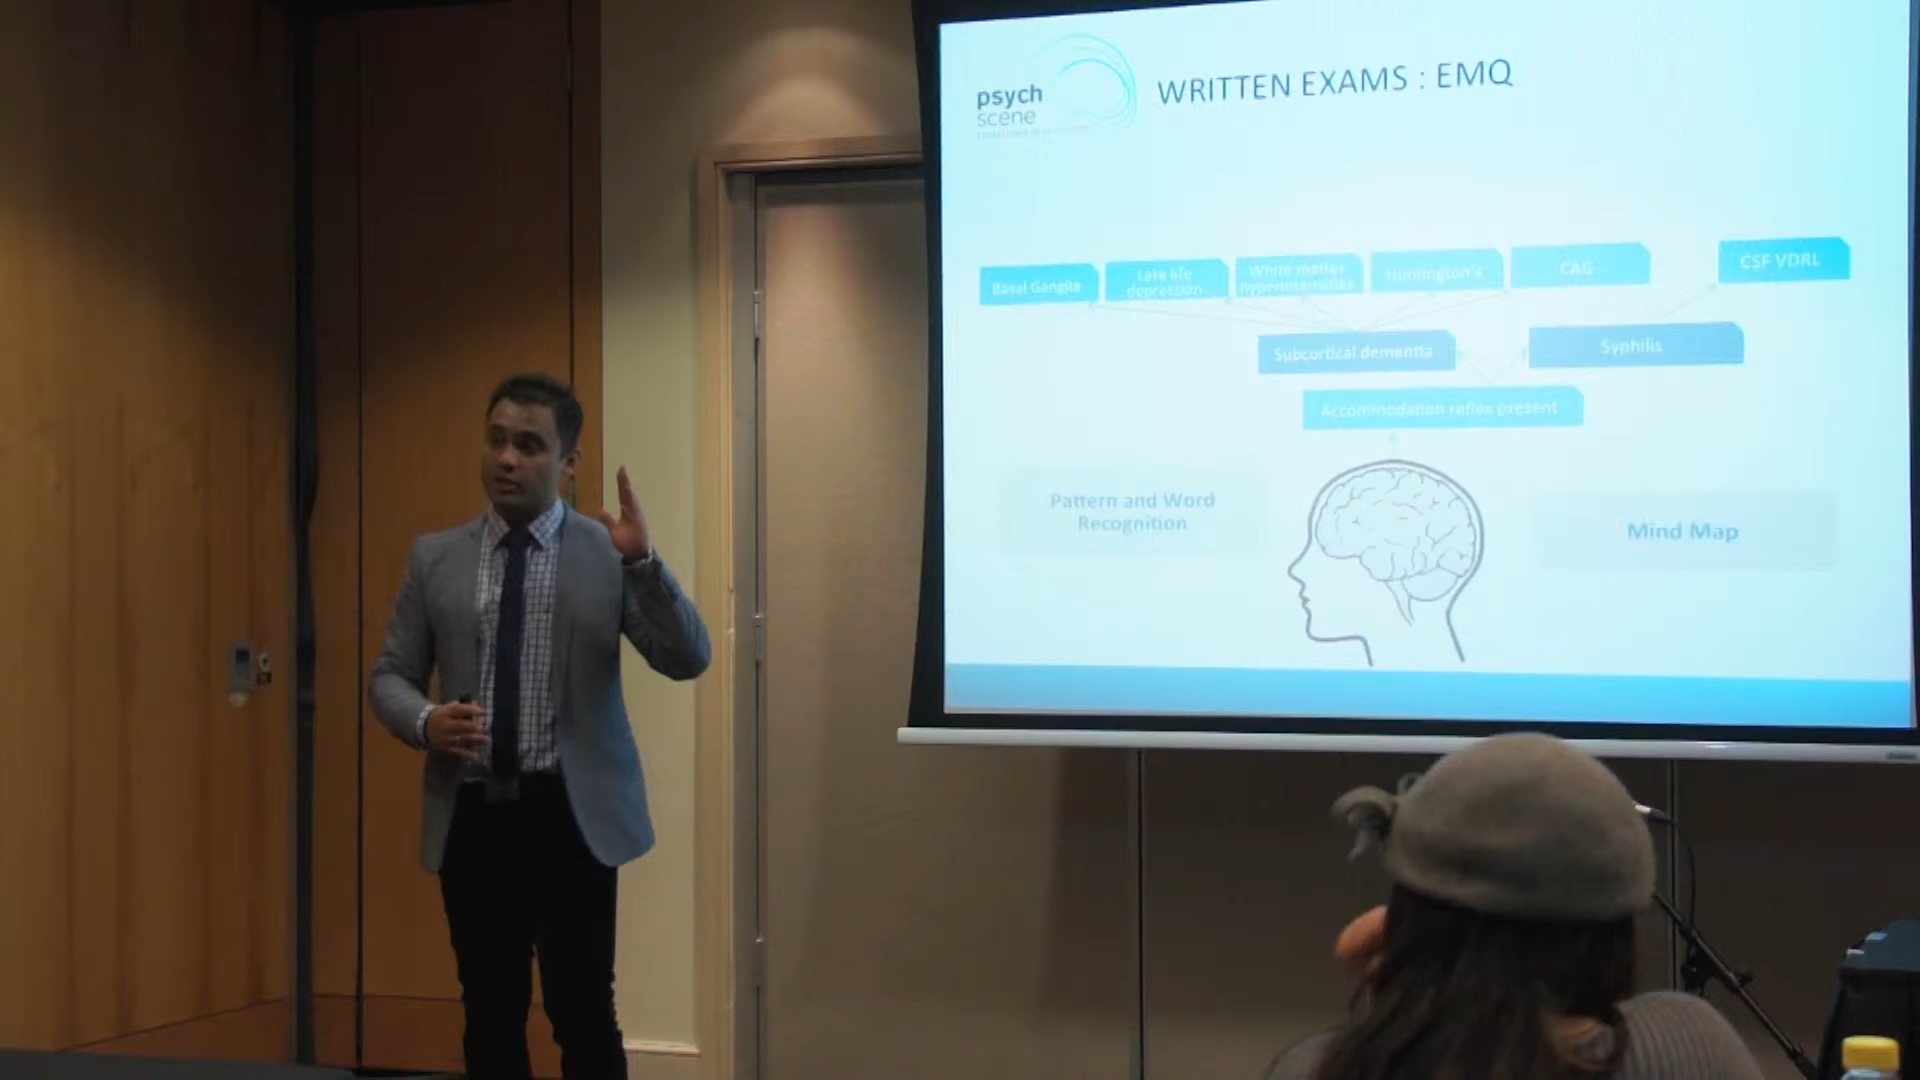 psych
scene
WRITTEN EXAMS : EMQ
Basal Ganglia
Late life
depression
White matter
hyperintensities
Huntington's
CAG
CSF VDRL
Subcortical dementia
Syphilis
Accommodation reflex present
Pattern and Word
Recognition
Mind Map